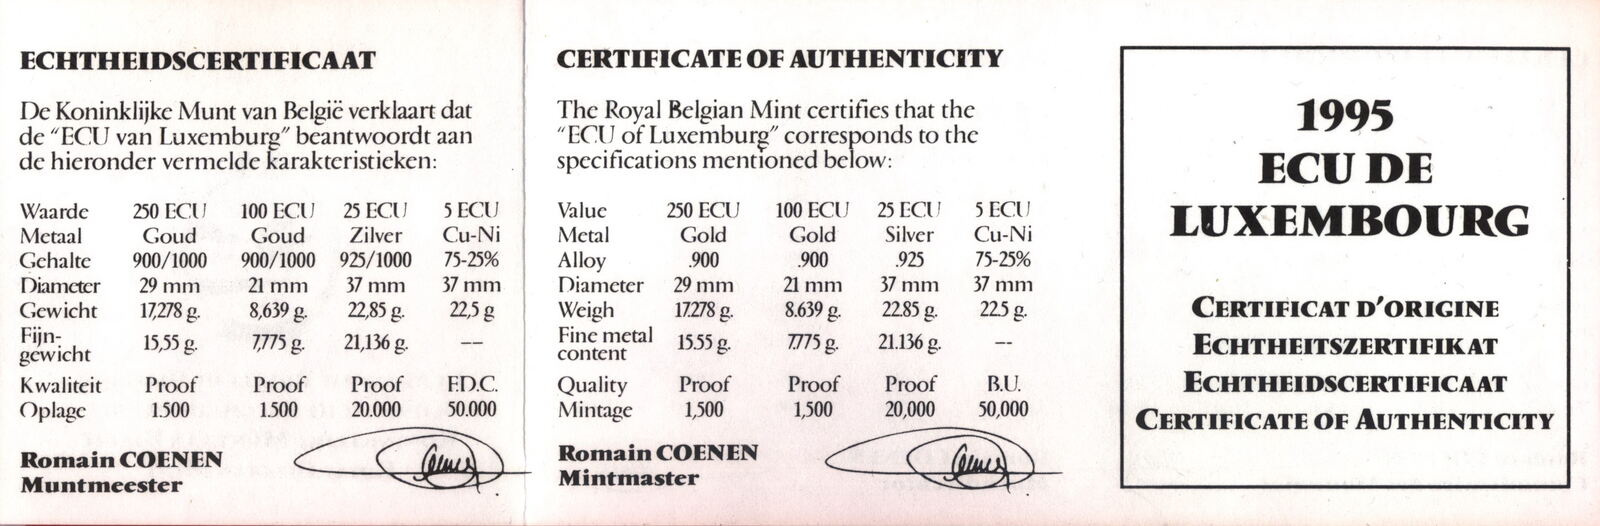 ECHTHEIDSCERTIFICAAT
De Koninklijke Munt van België verklaart dat
de "ECU van Luxemburg" beantwoordt aan
de hieronder vermelde karakteristieken:
Waarde 250 ECU 100 ECU 25 ECU 5 ECU
Metaal Goud Goud Zilver Cu-Ni
Gehalte 900/1000 900/1000 925/1000 75-25%
Diameter 29 mm 21 mm 37 mm 37 mm
Gewicht 17,278 g. 8,639 g. 22,85 g. 22,5 g
Fijn-
gewicht 15,55 g. 7,775 g. 21,136 g. --
Kwaliteit Proof Proof Proof F.D.C.
Oplage 1.500 1.500 20.000 50.000
Romain COENEN
Muntmeester
CERTIFICATE OF AUTHENTICITY
The Royal Belgian Mint certifies that the
"ECU of Luxemburg" corresponds to the
specifications mentioned below:
Value 250 ECU 100 ECU 25 ECU 5 ECU
Metal Gold Gold Silver Cu-Ni
Alloy .900 .900 .925 75-25%
Diameter 29 mm 21 mm 37 mm 37 mm
Weigh 17.278 g. 8.639 g. 22.85 g. 22.5 g.
Fine metal
content 15.55 g. 7.775 g. 21.136 g. --
Quality Proof Proof Proof B.U.
Mintage 1,500 1,500 20,000 50,000
Romain COENEN
Mintmaster
1995
ECU DE
LUXEMBOURG
CERTIFICAT D'ORIGINE
ECHTHEITSZERTIFIKAT
ECHTHEIDSCERTIFICAAT
CERTIFICATE OF AUTHENTICITY